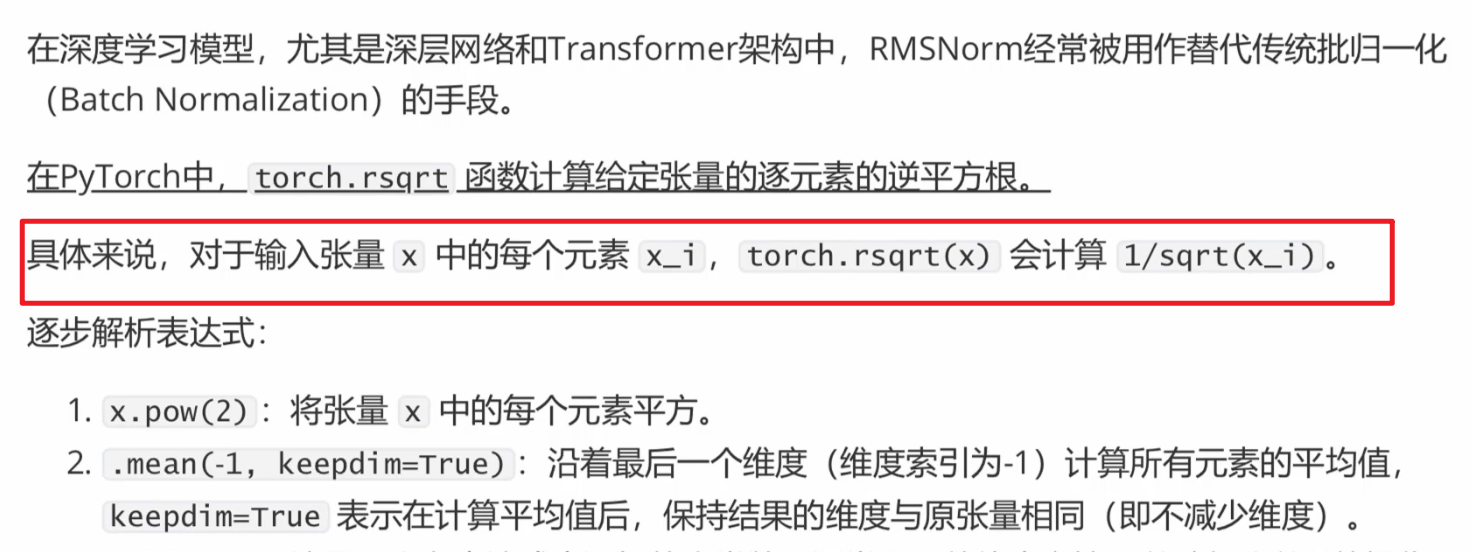 在深度学习模型，尤其是深层网络和Transformer架构中，RMSNorm经常被用作替代传统批归一化
（Batch Normalization）的手段。
在PyTorch中， torch.rsqrt 函数计算给定张量的逐元素的逆平方根。
具体来说，对于输入张量 x 中的每个元素 x_i， torch.rsqrt(x) 会计算 1/sqrt(x_i)。
逐步解析表达式：
1. x.pow(2)：将张量 x 中的每个元素平方。
2. .mean(-1, keepdim=True)：沿着最后一个维度（维度索引为-1）计算所有元素的平均值，
keepdim=True 表示在计算平均值后，保持结果的维度与原张量相同（即不减少维度）。